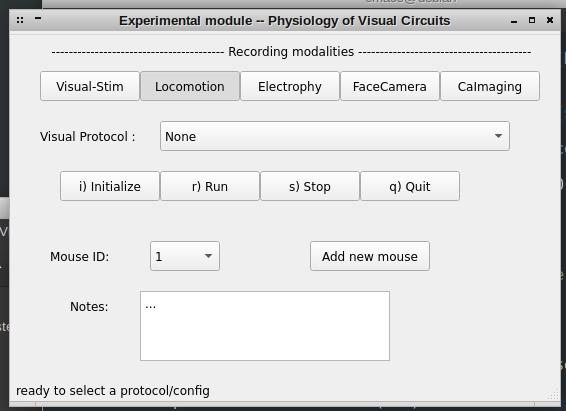 Experimental module -- Physiology of Visual Circuits
---------------------------------------- Recording modalities ----------------------------------------
Visual-Stim Locomotion Electrophy FaceCamera CaImaging
Visual Protocol : None
i) Initialize r) Run s) Stop q) Quit
Mouse ID: 1 Add new mouse
Notes: ...
ready to select a protocol/config